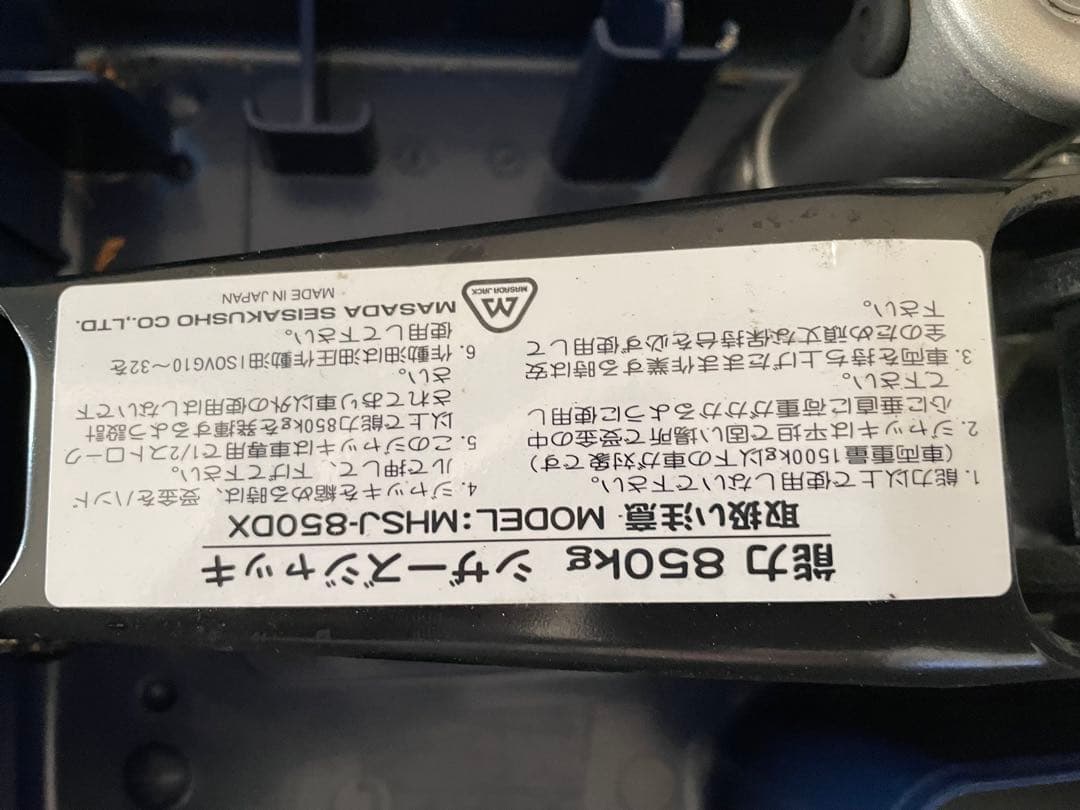 能力 850kg シザーズジャッキ
取扱い注意 MODEL:MHSJ-850DX
1. 能力以上で使用しないで下さい。
(車両重量1500kg以下の車が対象です)
2. ジャッキは平坦で固い場所で受金の中
心に垂直に荷重がかかるように使用し
て下さい。
3. 車両を持ち上げたまま作業する時は安
全のため頑丈な保持台を必ず使用して
下さい。
4. ジャッキを縮める時は、受金をハンド
ルで押して、下げて下さい。
5. このジャッキは車専用で1/2ストローク
以上で能力850kgを発揮するよう設計
されており車以外の使用はしないで下
さい。
6. 作動油は油圧作動油ISOVG10〜32を
使用して下さい。
MASADA JACK
MASADA SEISAKUSHO CO.,LTD.
MADE IN JAPAN